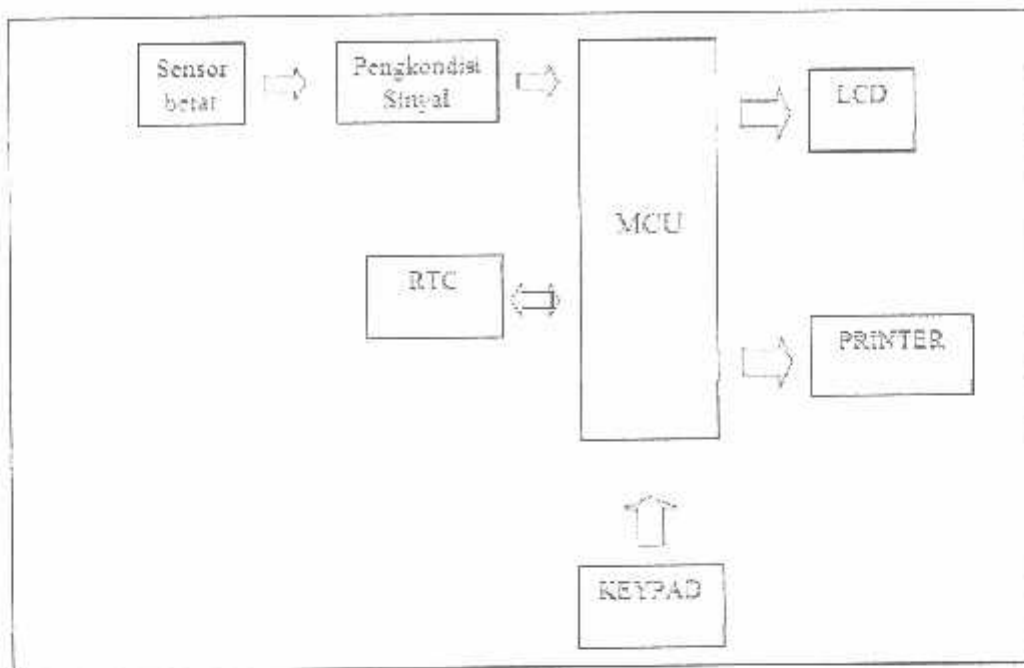 Sensor
berat
Pengkondisi
Sinyal
MCU
LCD
RTC
PRINTER
KEYPAD